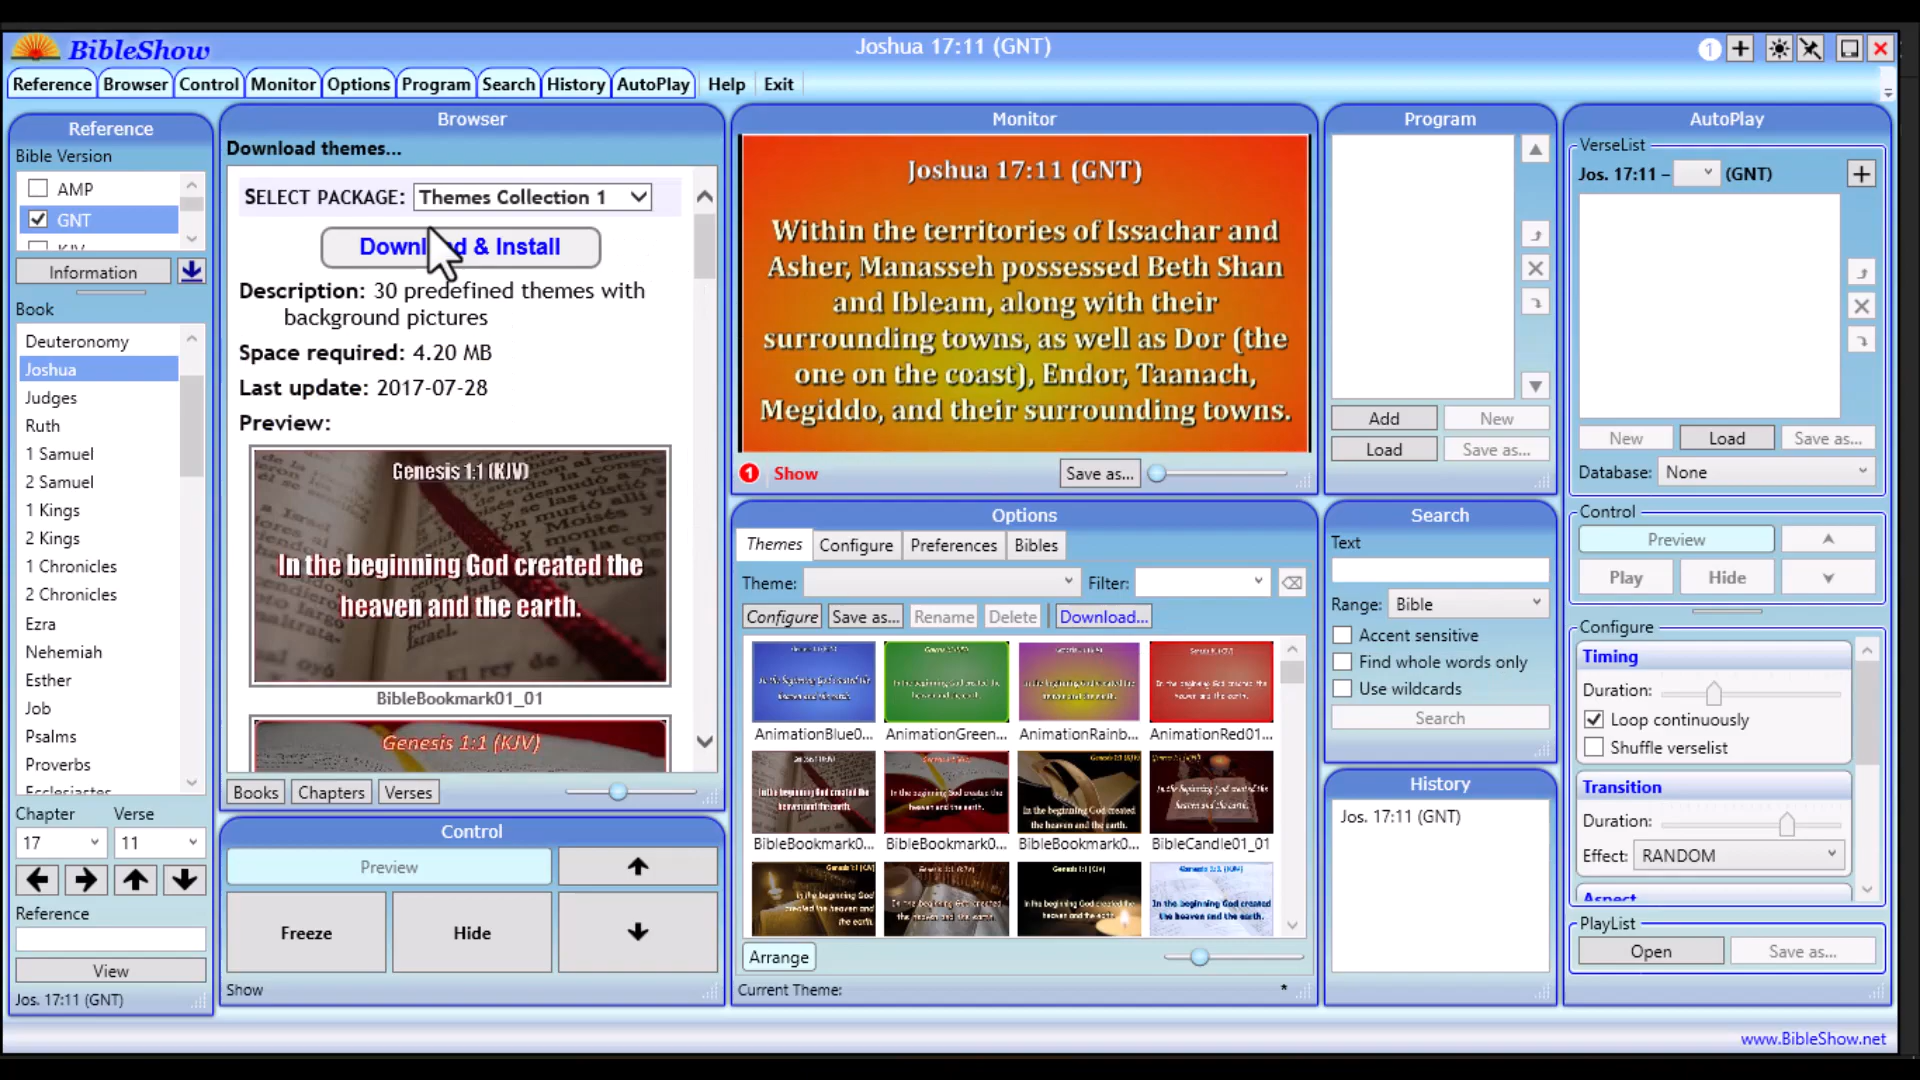 BibleShow
Joshua 17:11 (GNT)
1
Reference Browser Control Monitor Options Program Search History AutoPlay Help Exit
Reference
Bible Version
AMP
GNT
KJV
Information
Book
Deuteronomy
Joshua
Judges
Ruth
1 Samuel
2 Samuel
1 Kings
2 Kings
1 Chronicles
2 Chronicles
Ezra
Nehemiah
Esther
Job
Psalms
Proverbs
Ecclesiastes
Chapter Verse
17 11
Reference
View
Jos. 17:11 (GNT)
Browser
Download themes...
SELECT PACKAGE: Themes Collection 1
Download & Install
Description: 30 predefined themes with
background pictures
Space required: 4.20 MB
Last update: 2017-07-28
Preview:
Genesis 1:1 (KJV)
In the beginning God created the
heaven and the earth.
BibleBookmark01_01
Genesis 1:1 (KJV)
Books Chapters Verses
Control
Preview
Freeze Hide
Show
Monitor
Joshua 17:11 (GNT)
Within the territories of Issachar and
Asher, Manasseh possessed Beth Shan
and Ibleam, along with their
surrounding towns, as well as Dor (the
one on the coast), Endor, Taanach,
Megiddo, and their surrounding towns.
1 Show Save as...
Options
Themes Configure Preferences Bibles
Theme: Filter:
Configure Save as... Rename Delete Download...
AnimationBlue0... AnimationGreen... AnimationRainb... AnimationRed01...
BibleBookmark0... BibleBookmark0... BibleBookmark0... BibleCandle01_01
Arrange
Current Theme: *
Program
Add New
Load Save as...
Search
Text
Range: Bible
Accent sensitive
Find whole words only
Use wildcards
Search
History
Jos. 17:11 (GNT)
AutoPlay
VerseList
Jos. 17:11 – (GNT)
New Load Save as...
Database: None
Control
Preview
Play Hide
Configure
Timing
Duration:
Loop continuously
Shuffle verselist
Transition
Duration:
Effect: RANDOM
Aspect
PlayList
Open Save as...
www.BibleShow.net